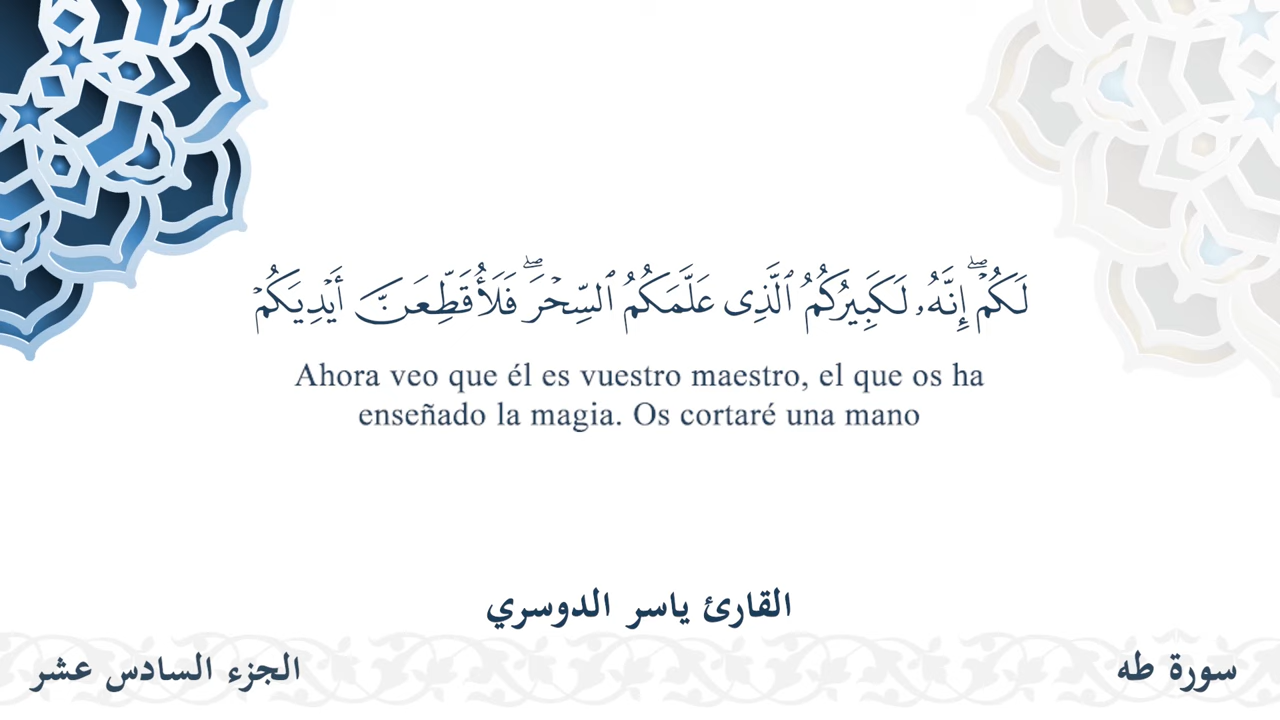 لَكُمْ ۖ إِنَّهُۥ لَكَبِيرُكُمُ ٱلَّذِى عَلَّمَكُمُ ٱلسِّحْرَ ۖ فَلَأُقَطِّعَنَّ أَيْدِيَكُمْ
Ahora veo que él es vuestro maestro, el que os ha
enseñado la magia. Os cortaré una mano
القارئ ياسر الدوسري
سورة طه
الجزء السادس عشر